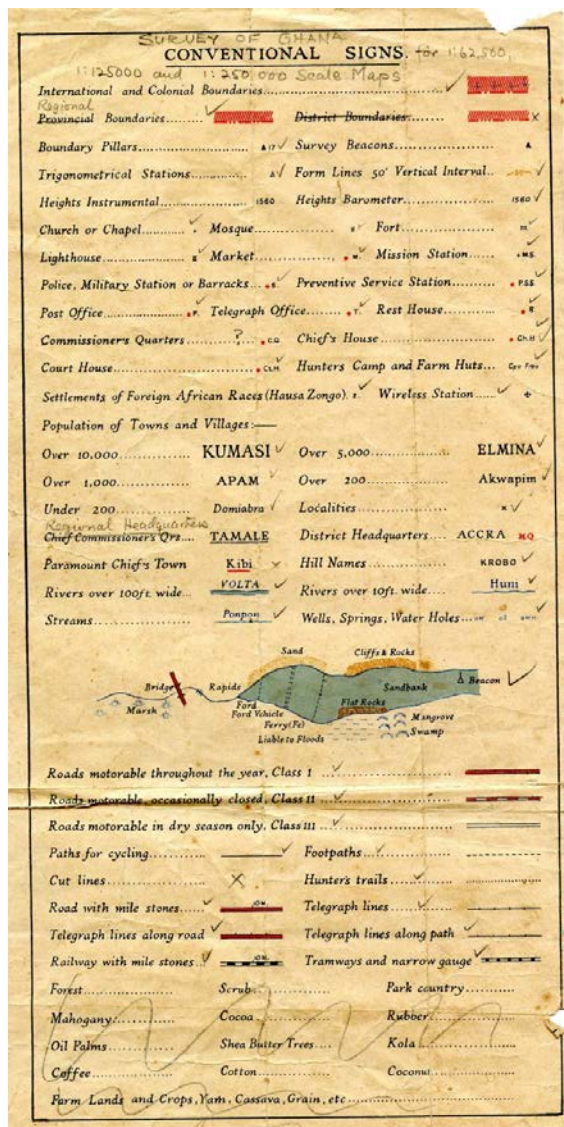 SURVEY OF GHANA
CONVENTIONAL SIGNS. for 1:62,500,
1:125000 and 1:250,000 Scale Maps
International and Colonial Boundaries
Regional
Provincial Boundaries District Boundaries x
Boundary Pillars 17 Survey Beacons
Trigonometrical Stations Form Lines 50' Vertical Interval
Heights Instrumental 1560 Heights Barometer 1560
Church or Chapel Mosque Fort
Lighthouse Market M. Mission Station M.S.
Police, Military Station or Barracks Preventive Service Station P.S.S
Post Office P. Telegraph Office T. Rest House R
Commissioner's Quarters ? C.Q. Chief's House Ch.H
Court House Ct.H. Hunters Camp and Farm Huts
Settlements of Foreign African Races (Hausa Zongo). z. Wireless Station
Population of Towns and Villages:—
Over 10,000 KUMASI Over 5,000 ELMINA
Over 1,000 APAM Over 200 Akwapim
Under 200 Domiabra Localities x
Regional Headquarters
Chief Commissioner's Qrs TAMALE District Headquarters ACCRA HQ
Paramount Chief's Town Kibi x Hill Names KROBO
Rivers over 100ft. wide VOLTA Rivers over 10ft. wide Huni
Streams Ponpon Wells, Springs, Water Holes
Sand Cliffs & Rocks
Bridge Rapids Sandbank Beacon
Marsh Ford Flat Rocks
Ford Vehicle Mangrove
Ferry(Fe) Swamp
Liable to Floods
Roads motorable throughout the year, Class I
Roads motorable, occasionally closed, Class II
Roads motorable in dry season only, Class III
Paths for cycling Footpaths
Cut lines X Hunter's trails
Road with mile stones 10M. Telegraph lines
Telegraph lines along road Telegraph lines along path
Railway with mile stones 10M. Tramways and narrow gauge
Forest Scrub Park country
Mahogany Cocoa Rubber
Oil Palms Shea Butter Trees Kola
Coffee Cotton Coconut
Farm Lands and Crops, Yam, Cassava, Grain, etc